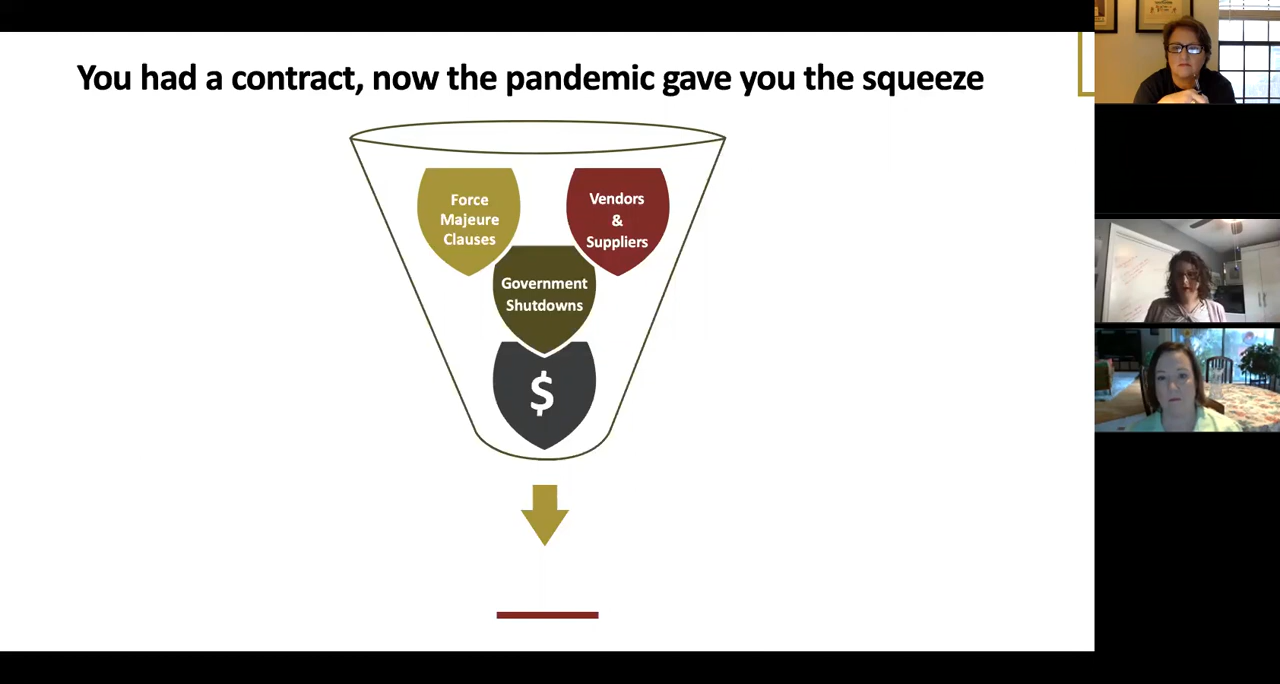 You had a contract, now the pandemic gave you the squeeze
Force
Majeure
Clauses
Vendors
&
Suppliers
Government
Shutdowns
$